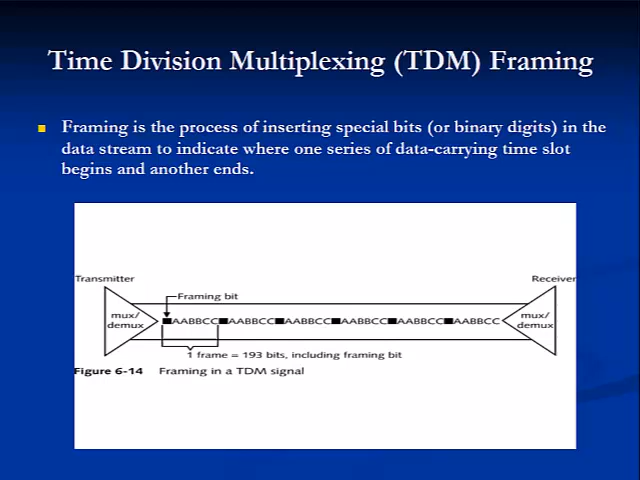 Time Division Multiplexing (TDM) Framing
Framing is the process of inserting special bits (or binary digits) in the
data stream to indicate where one series of data-carrying time slot
begins and another ends.
Transmitter
Receiver
Framing bit
mux/
demux
■AABBCC■AABBCC■AABBCC■AABBCC■AABBCC■AABBCC
mux/
demux
1 frame = 193 bits, including framing bit
Figure 6-14 Framing in a TDM signal